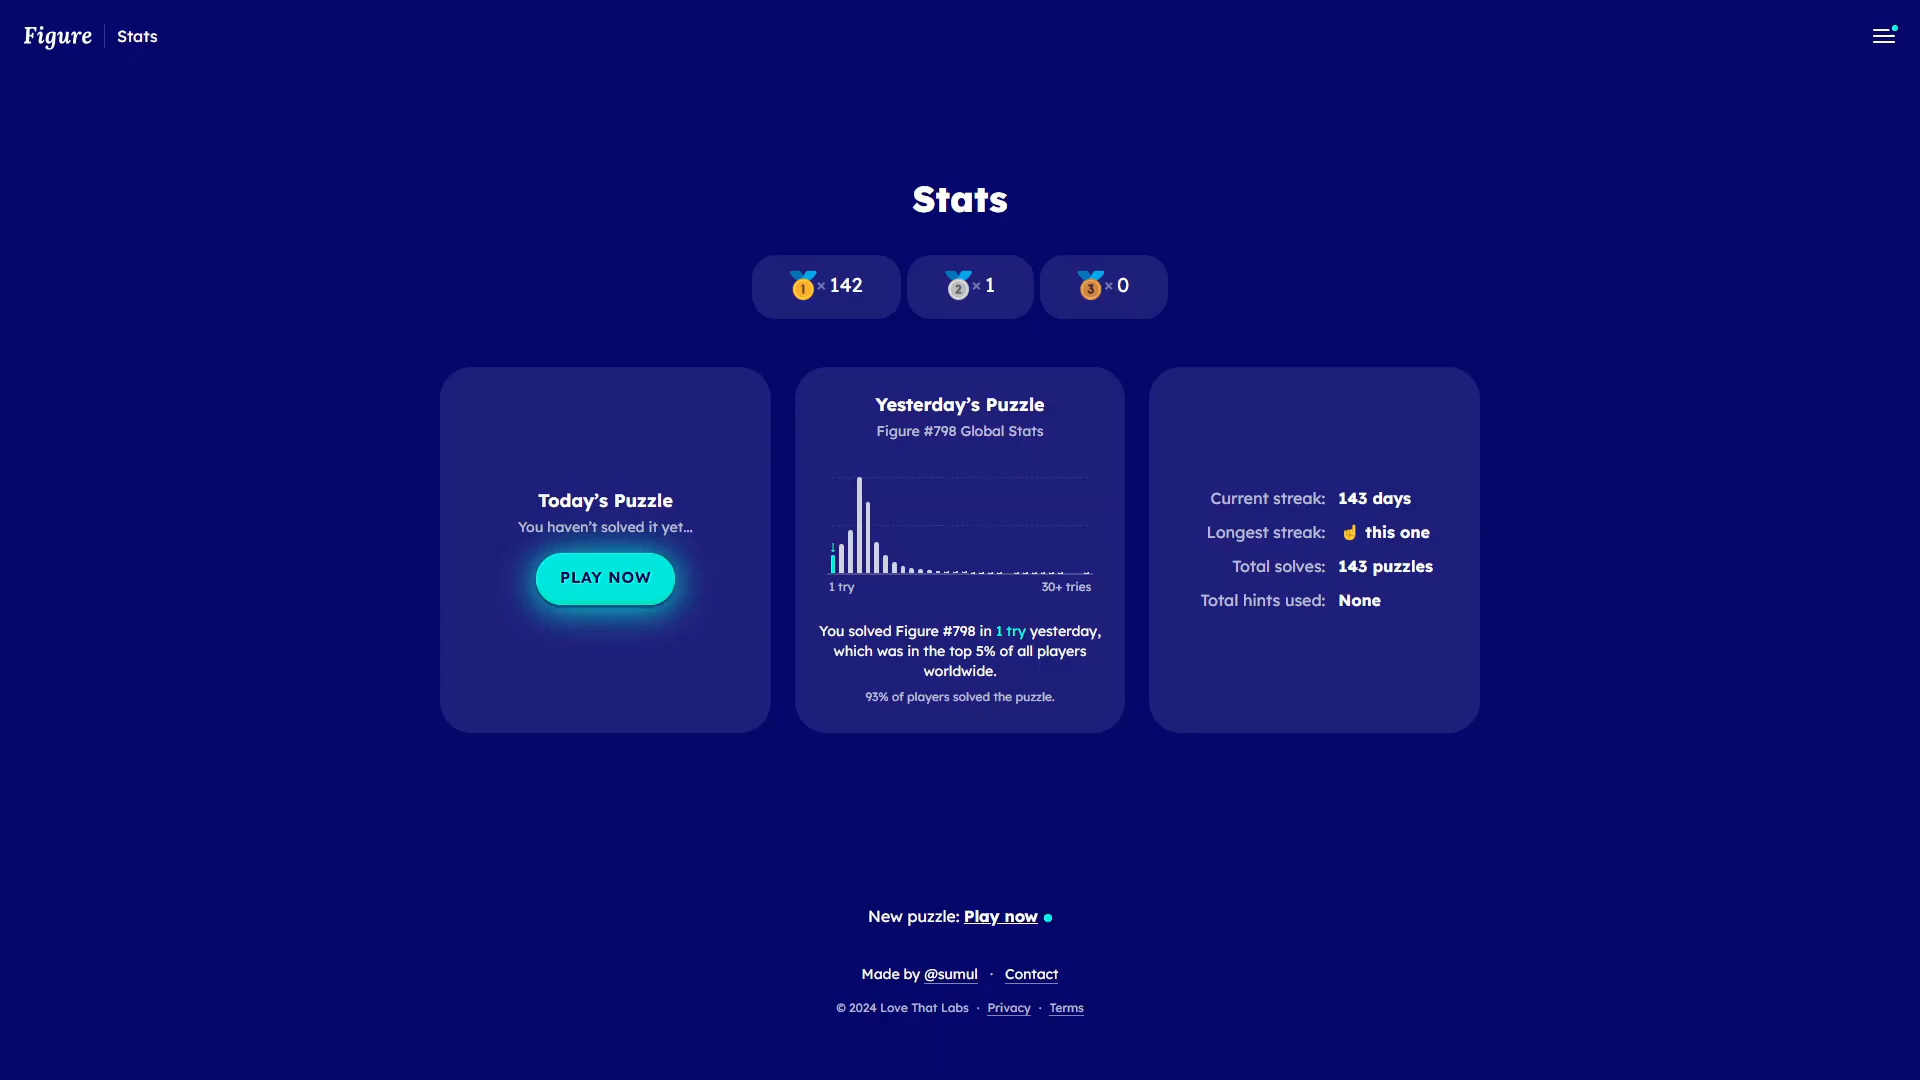 Figure
Stats
Stats
1 × 142
2 × 1
3 × 0
Today’s Puzzle
You haven’t solved it yet...
PLAY NOW
Yesterday’s Puzzle
Figure #798 Global Stats
↓
1 try
30+ tries
You solved Figure #798 in 1 try yesterday,
which was in the top 5% of all players
worldwide.
93% of players solved the puzzle.
Current streak: 143 days
Longest streak: ☝ this one
Total solves: 143 puzzles
Total hints used: None
New puzzle: Play now
Made by @sumul · Contact
© 2024 Love That Labs · Privacy · Terms